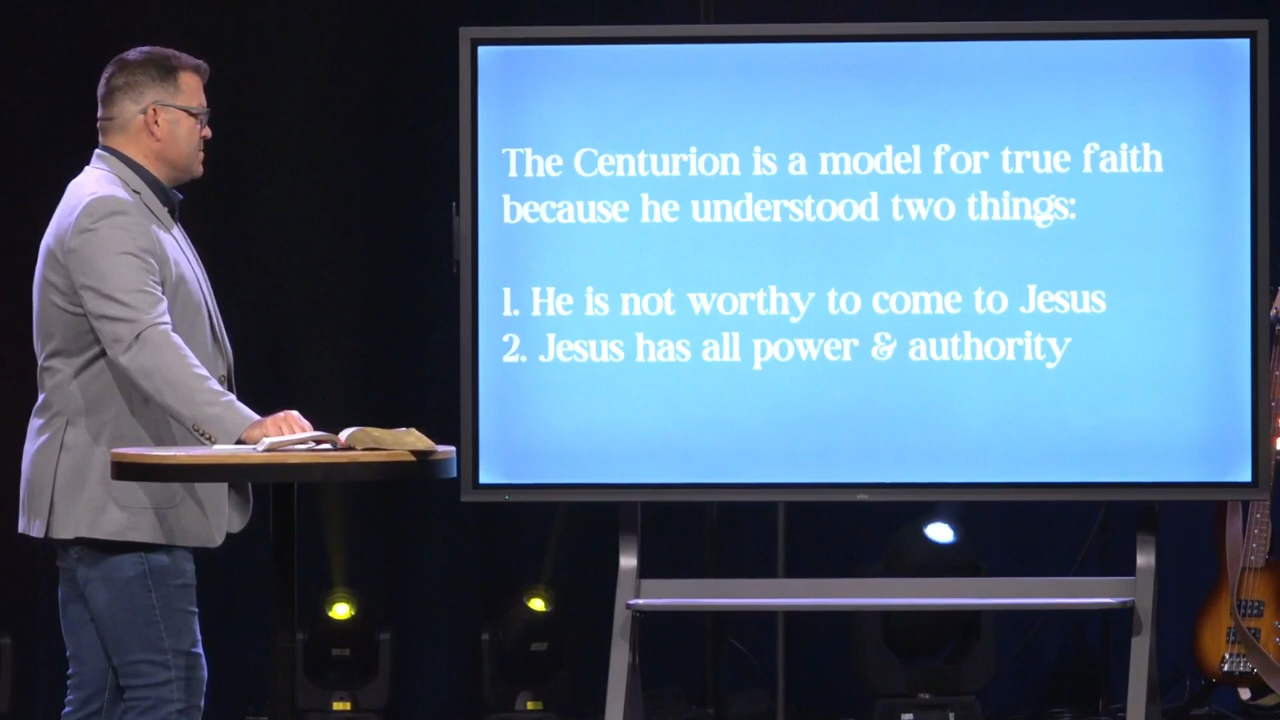 The Centurion is a model for true faith
because he understood two things:
1. He is not worthy to come to Jesus
2. Jesus has all power & authority